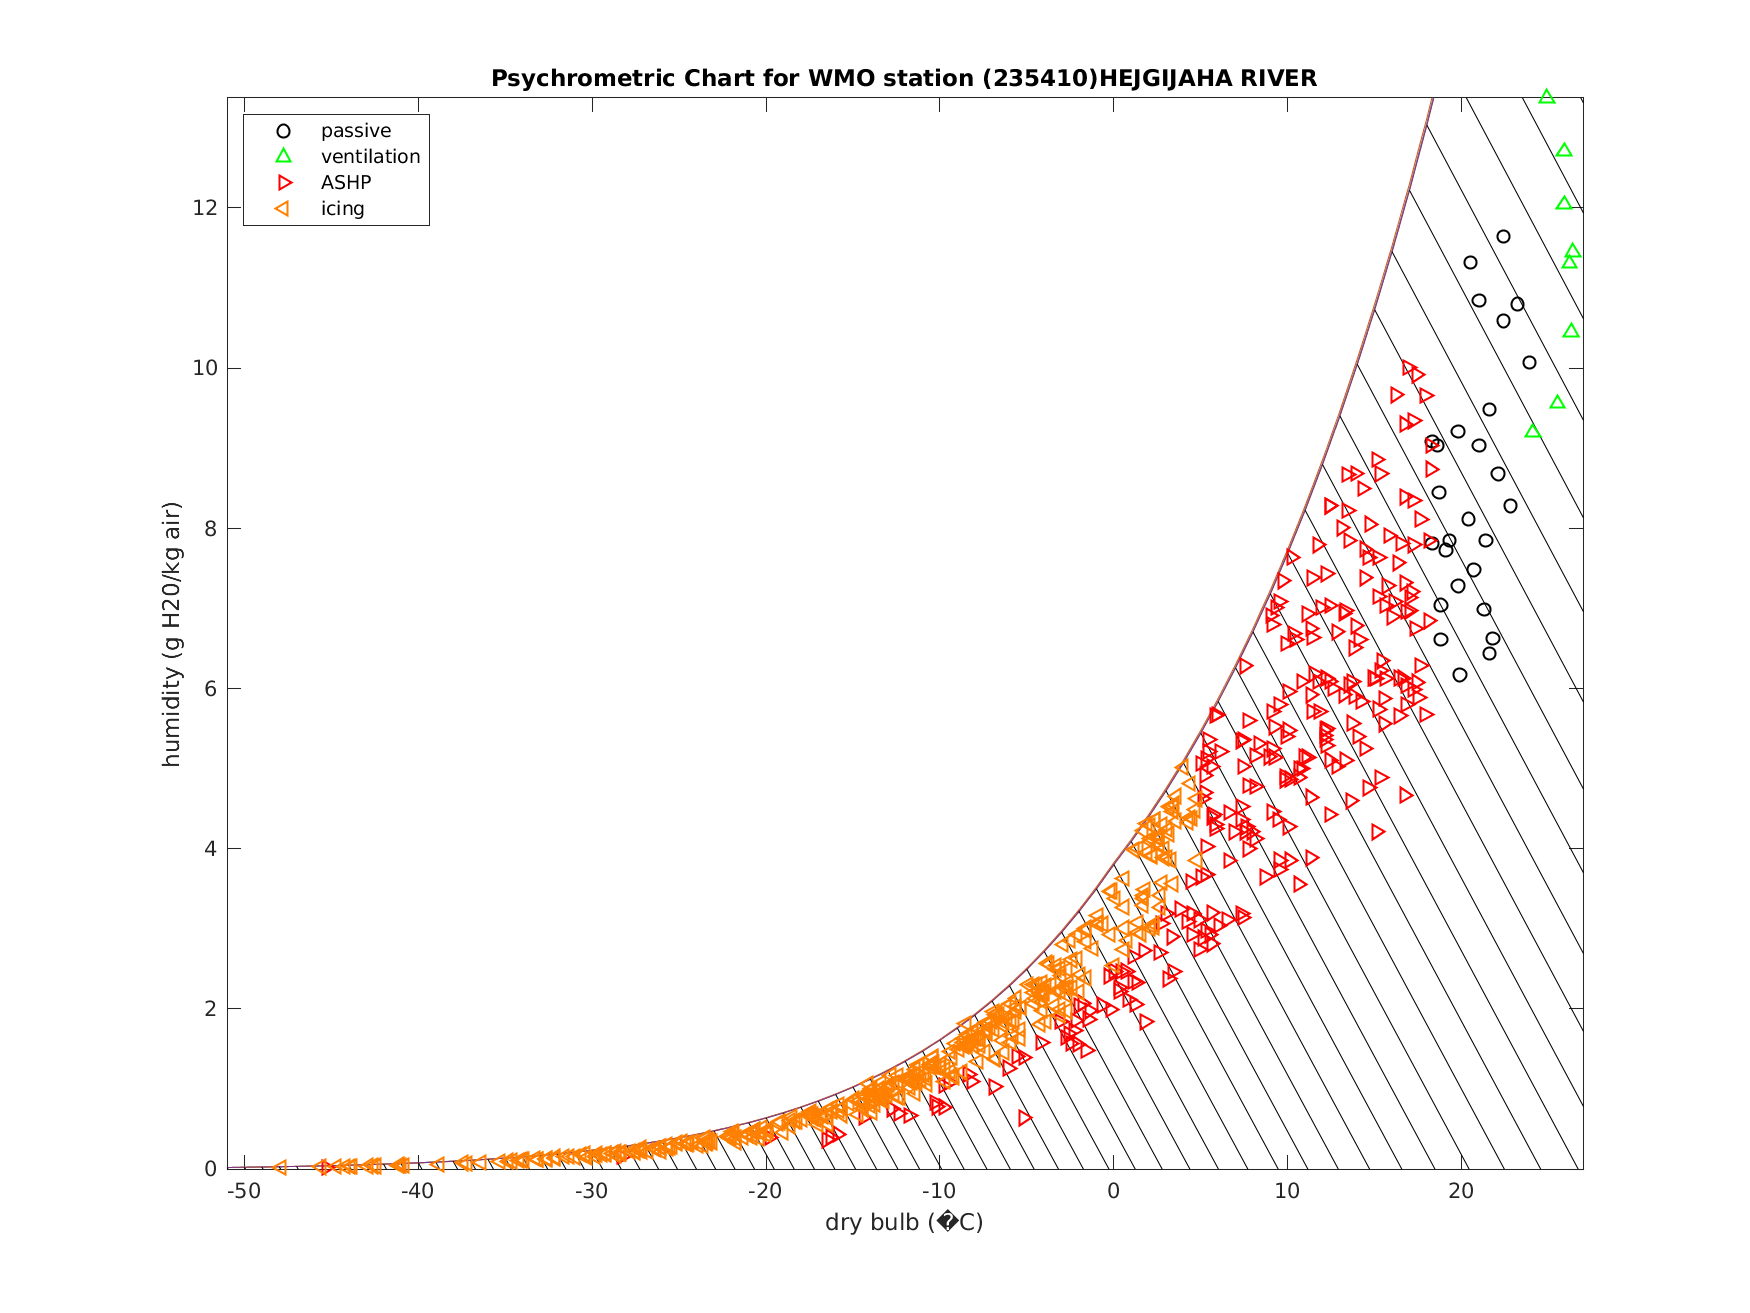 Psychrometric Chart for WMO station (235410)HEJGIJAHA RIVER
passive
ventilation
ASHP
icing
12
10
8
6
4
2
0
humidity (g H20/kg air)
-50 -40 -30 -20 -10 0 10 20
dry bulb (�C)